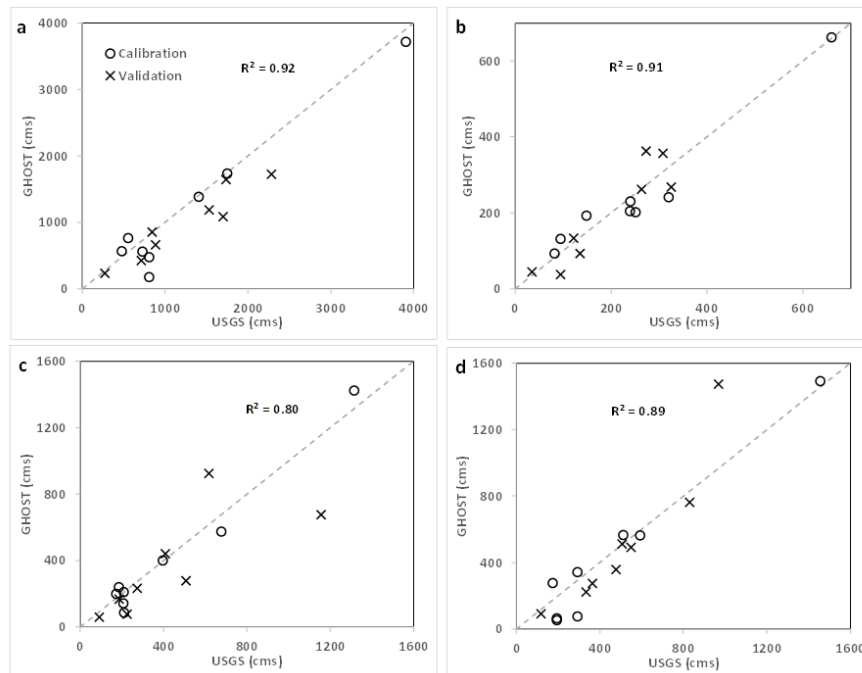 a
4000
3000
2000
1000
0
GHOST (cms)
Calibration
Validation
R² = 0.92
0 1000 2000 3000 4000
USGS (cms)
b
600
400
200
0
GHOST (cms)
R² = 0.91
0 200 400 600
USGS (cms)
c
1600
1200
800
400
0
GHOST (cms)
R² = 0.80
0 400 800 1200 1600
USGS (cms)
d
1600
1200
800
400
0
GHOST (cms)
R² = 0.89
0 400 800 1200 1600
USGS (cms)